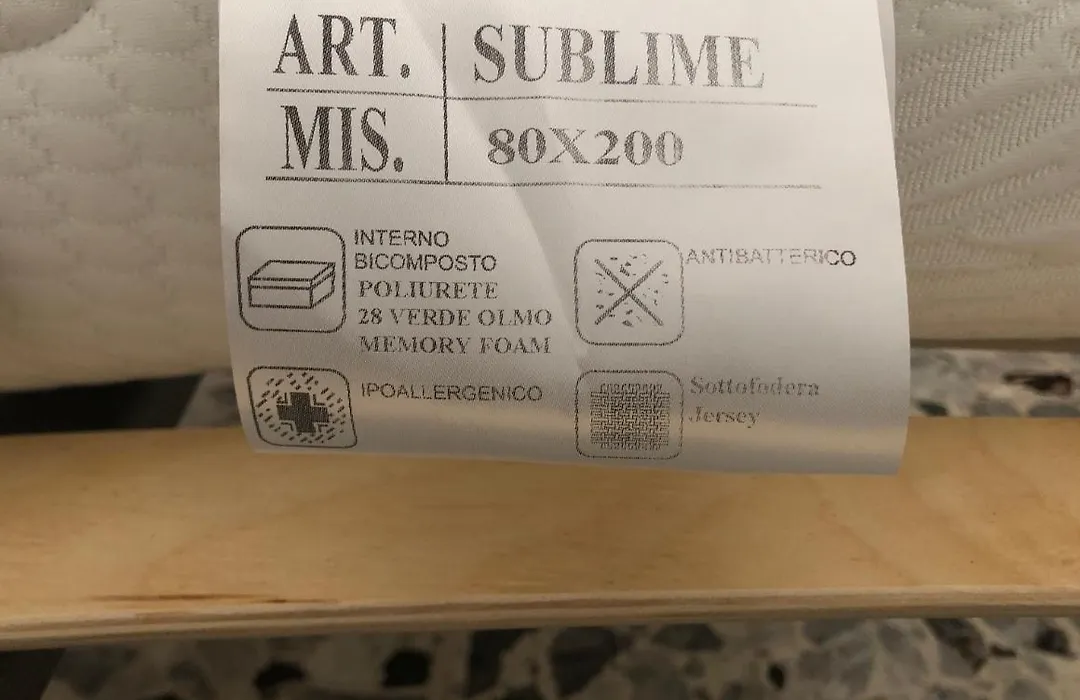 ART. SUBLIME
MIS. 80X200
INTERNO
BICOMPOSTO
POLIURETE
28 VERDE OLMO
MEMORY FOAM
ANTIBATTERICO
IPOALLERGENICO
Sottofodera
Jersey